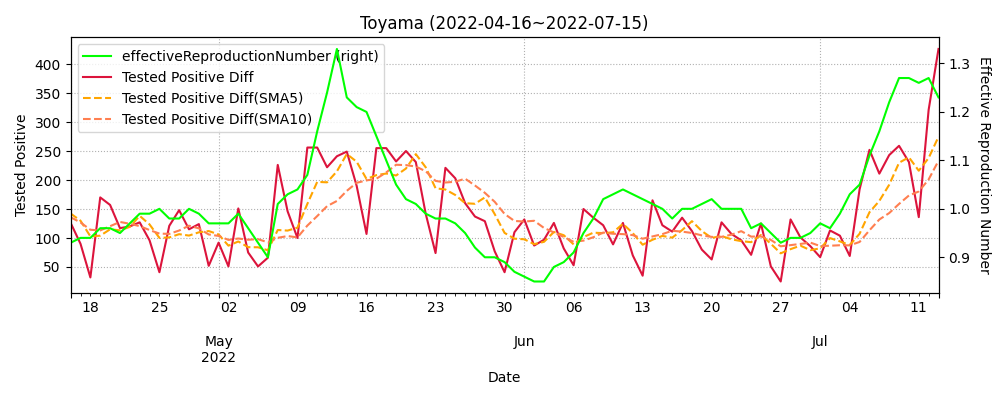 Toyama (2022-04-16~2022-07-15)
effectiveReproductionNumber (right)
Tested Positive Diff
Tested Positive Diff(SMA5)
Tested Positive Diff(SMA10)
Tested Positive
400
350
300
250
200
150
100
50
1.3
1.2
1.1
1.0
0.9
Effective Reproduction Number
18 25 02 09 16 23 30 06 13 20 27 04 11
May Jun Jul
2022
Date